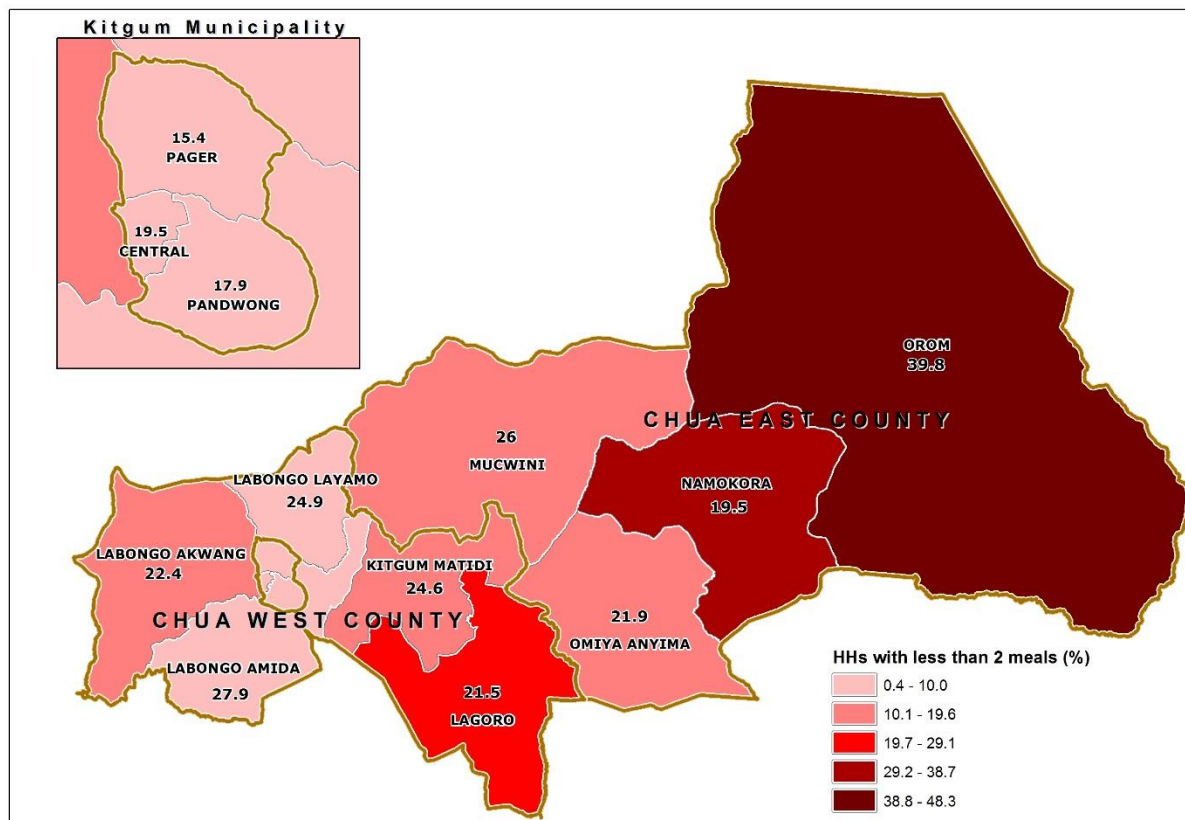 Kitgum Municipality
15.4
PAGER
19.5
CENTRAL
17.9
PANDWONG
OROM
39.8
CHUA EAST COUNTY
26
MUCWINI
NAMOKORA
19.5
LABONGO LAYAMO
24.9
LABONGO AKWANG
22.4
KITGUM MATIDI
24.6
CHUA WEST COUNTY
21.9
OMIYA ANYIMA
LABONGO AMIDA
27.9
21.5
LAGORO
HHs with less than 2 meals (%)
0.4 - 10.0
10.1 - 19.6
19.7 - 29.1
29.2 - 38.7
38.8 - 48.3